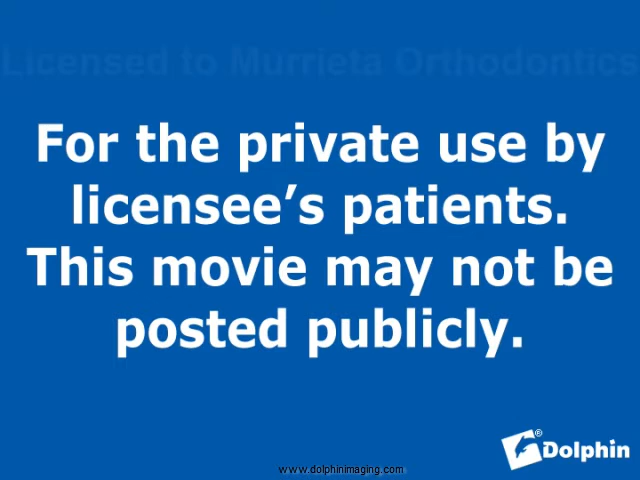 Licensed to Murrieta Orthodontics
For the private use by
licensee’s patients.
This movie may not be
posted publicly.
®
Dolphin
www.dolphinimaging.com